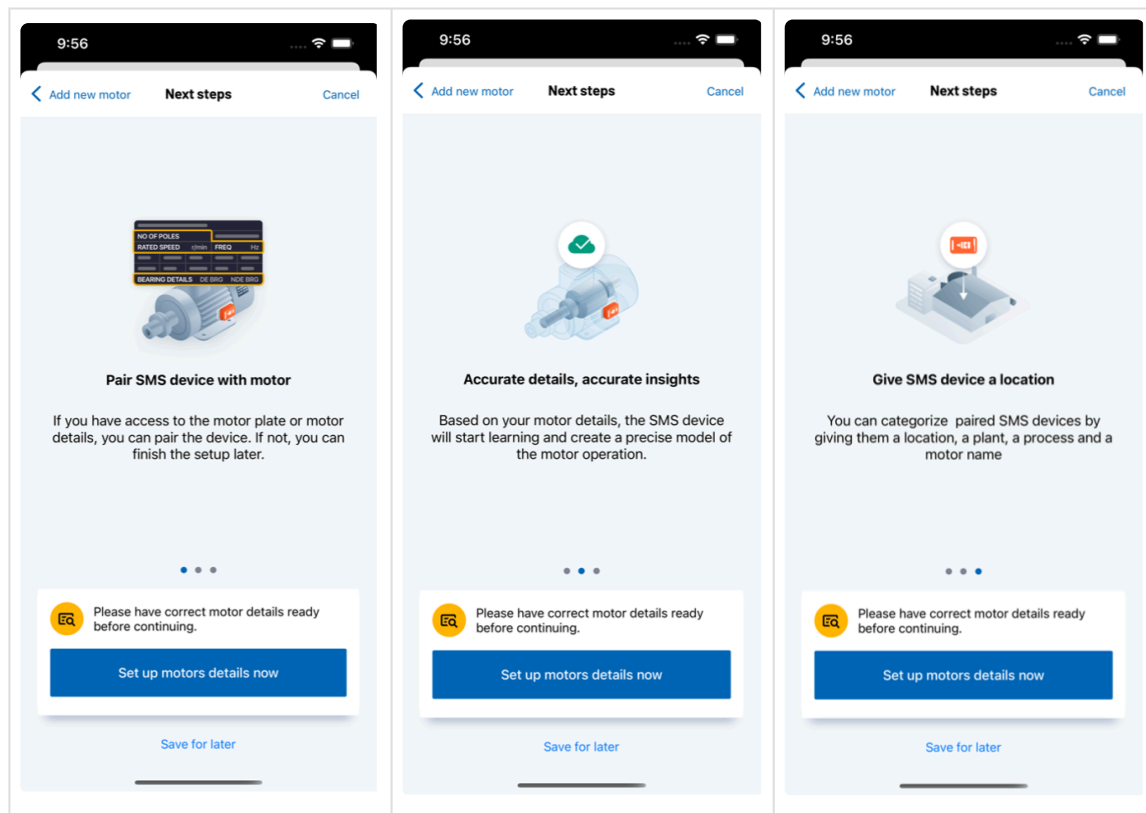 9:56
Add new motor
Next steps
Cancel
NO OF POLES
RATED SPEED r/min FREQ Hz
BEARING DETAILS DE BRG NDE BRG
Pair SMS device with motor
If you have access to the motor plate or motor
details, you can pair the device. If not, you can
finish the setup later.
Please have correct motor details ready
before continuing.
Set up motors details now
Save for later
9:56
Add new motor
Next steps
Cancel
Accurate details, accurate insights
Based on your motor details, the SMS device
will start learning and create a precise model of
the motor operation.
Please have correct motor details ready
before continuing.
Set up motors details now
Save for later
9:56
Add new motor
Next steps
Cancel
Give SMS device a location
You can categorize  paired SMS devices by
giving them a location, a plant, a process and a
motor name
Please have correct motor details ready
before continuing.
Set up motors details now
Save for later